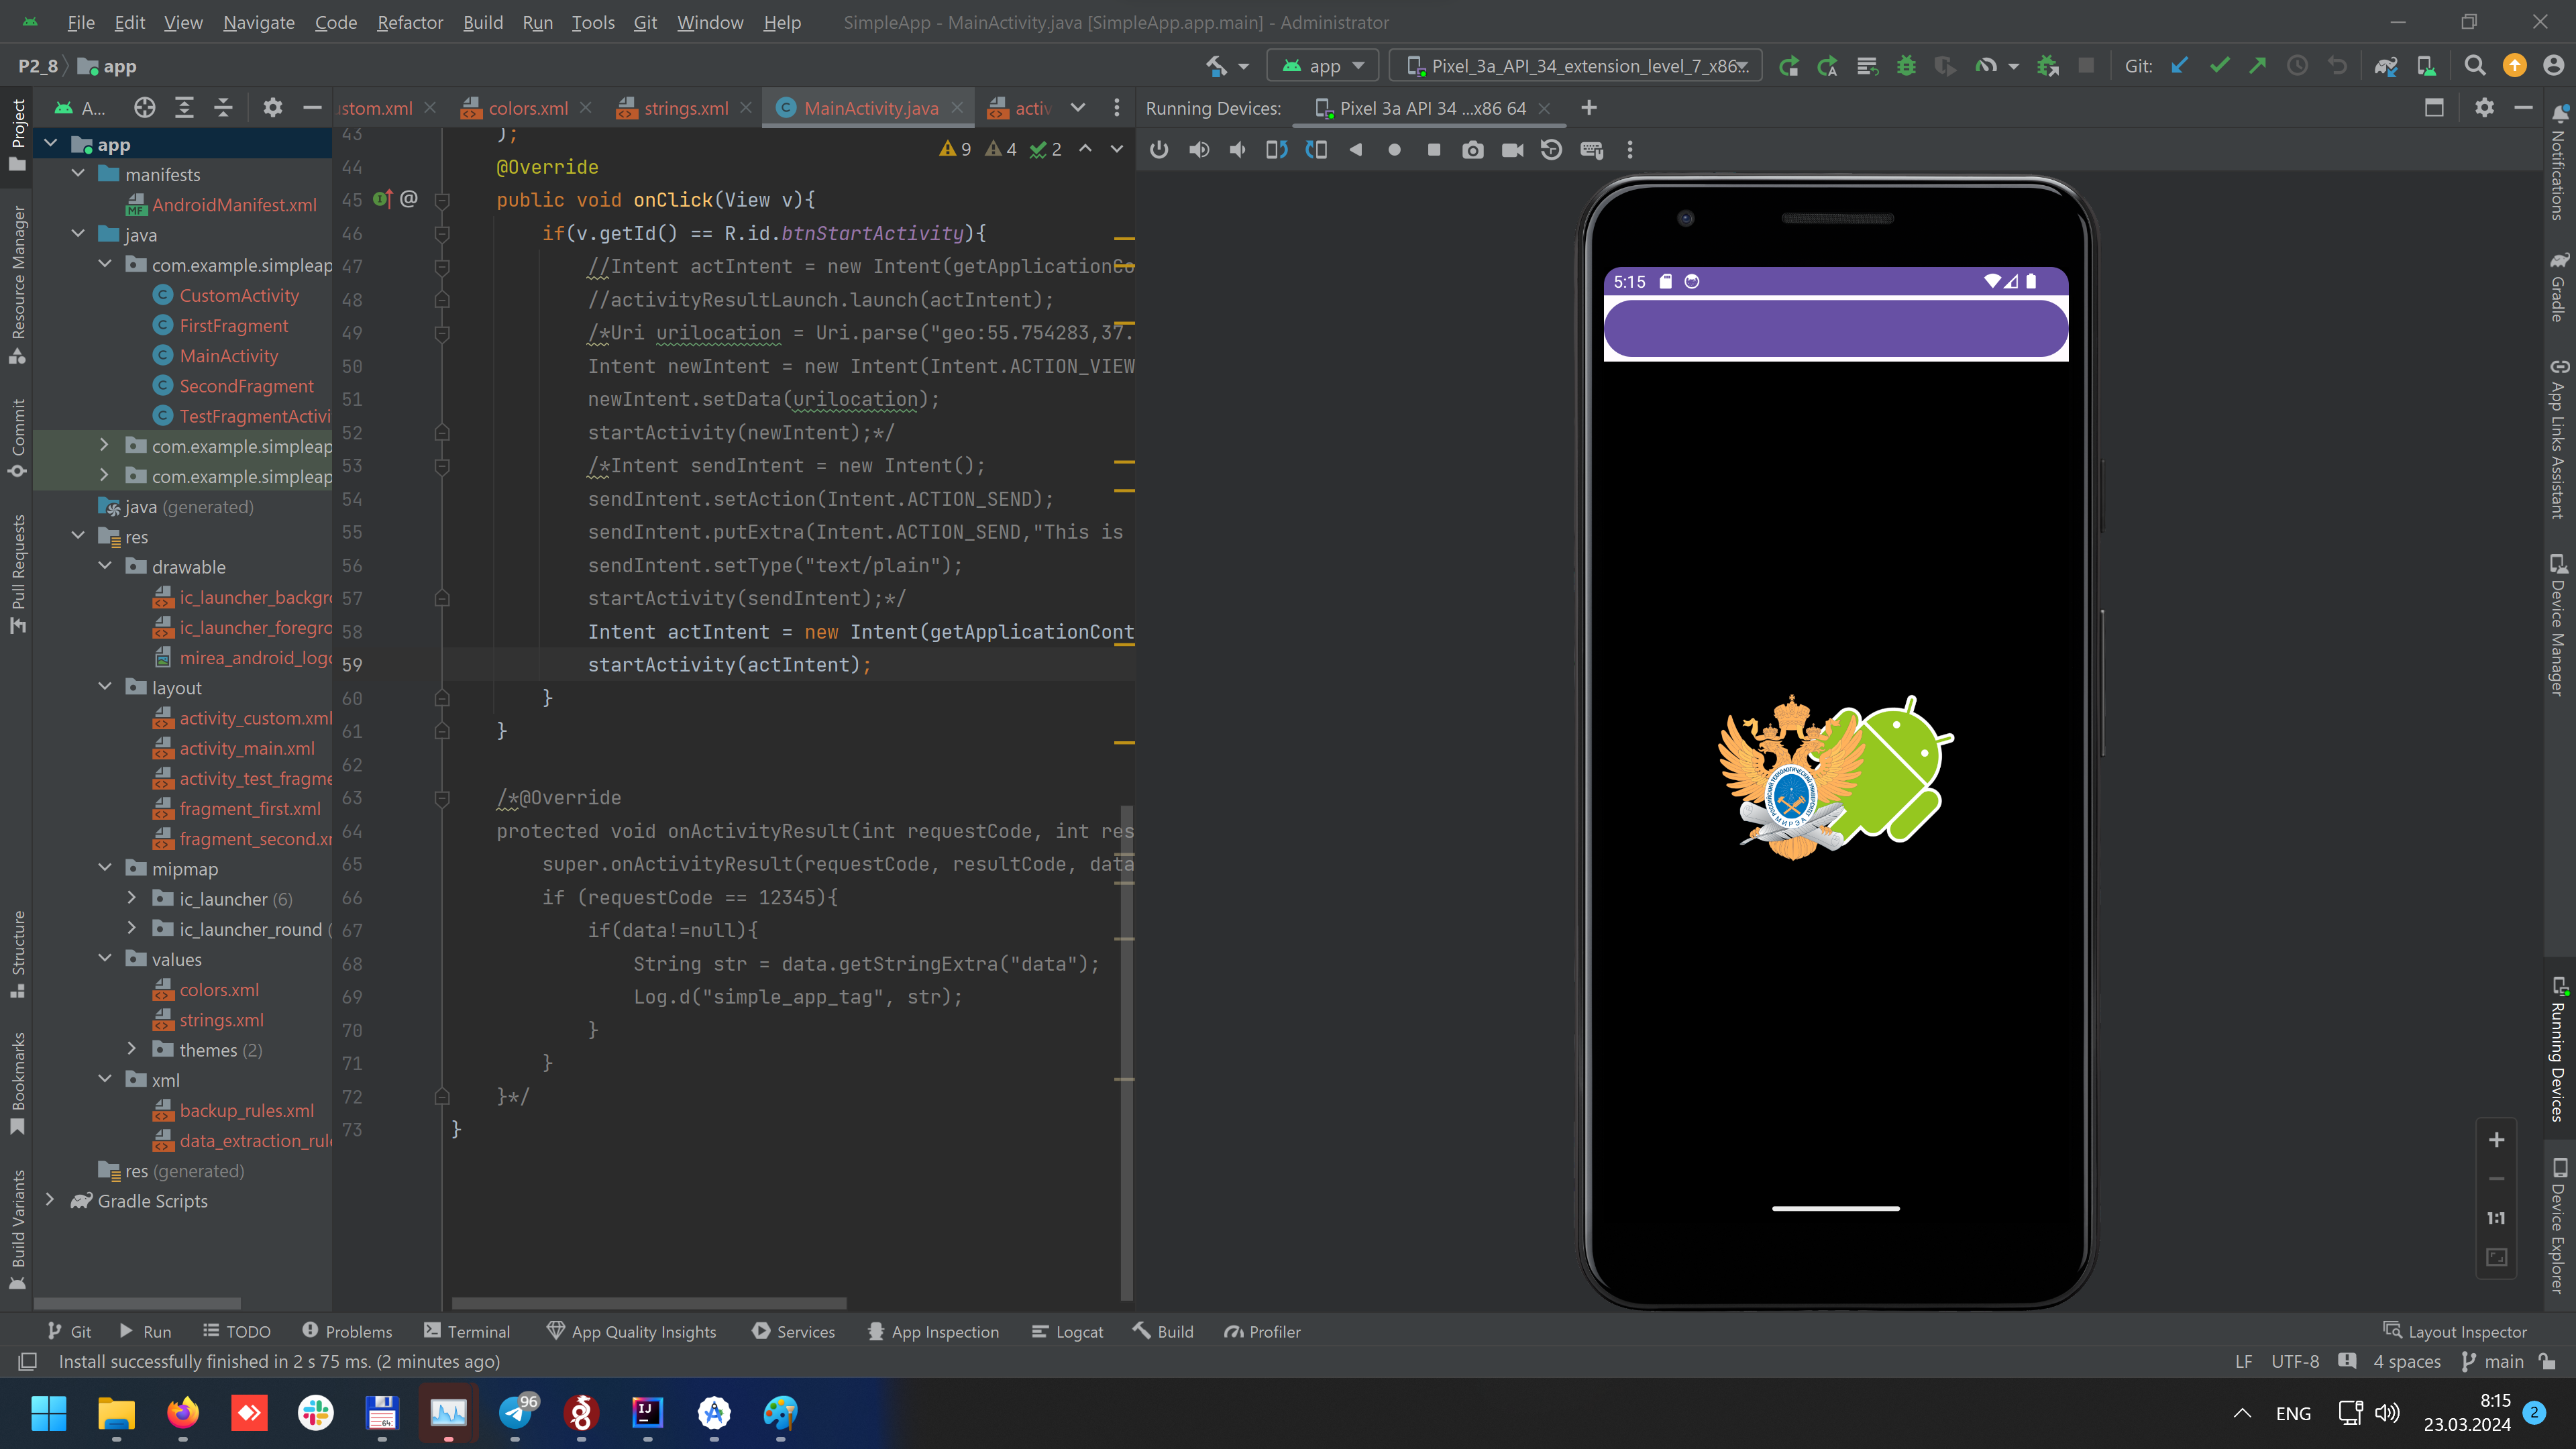 File Edit View Navigate Code Refactor Build Run Tools Git Window Help SimpleApp - MainActivity.java [SimpleApp.app.main] - Administrator
P2_8 app
app Pixel_3a_API_34_extension_level_7_x86... Git:
A... ustom.xml colors.xml strings.xml MainActivity.java activ
Running Devices: Pixel 3a API 34 ...x86 64
9 4 2
Project
Resource Manager
Commit
Pull Requests
Structure
Bookmarks
Build Variants
app
manifests
AndroidManifest.xml
java
com.example.simpleap
CustomActivity
FirstFragment
MainActivity
SecondFragment
TestFragmentActivi
com.example.simpleap
com.example.simpleap
java (generated)
res
drawable
ic_launcher_backgro
ic_launcher_foregro
mirea_android_logo
layout
activity_custom.xml
activity_main.xml
activity_test_fragme
fragment_first.xml
fragment_second.xm
mipmap
ic_launcher (6)
ic_launcher_round (
values
colors.xml
strings.xml
themes (2)
xml
backup_rules.xml
data_extraction_rule
res (generated)
Gradle Scripts
43 );
44 @Override
45 @ public void onClick(View v){
46 if(v.getId() == R.id.btnStartActivity){
47 //Intent actIntent = new Intent(getApplicationCo
48 //activityResultLaunch.launch(actIntent);
49 /*Uri urilocation = Uri.parse("geo:55.754283,37.
50 Intent newIntent = new Intent(Intent.ACTION_VIEW
51 newIntent.setData(urilocation);
52 startActivity(newIntent);*/
53 /*Intent sendIntent = new Intent();
54 sendIntent.setAction(Intent.ACTION_SEND);
55 sendIntent.putExtra(Intent.ACTION_SEND,"This is
56 sendIntent.setType("text/plain");
57 startActivity(sendIntent);*/
58 Intent actIntent = new Intent(getApplicationCont
59 startActivity(actIntent);
60 }
61 }
62
63 /*@Override
64 protected void onActivityResult(int requestCode, int res
65 super.onActivityResult(requestCode, resultCode, data
66 if (requestCode == 12345){
67 if(data!=null){
68 String str = data.getStringExtra("data");
69 Log.d("simple_app_tag", str);
70 }
71 }
72 }*/
73 }
5:15
РОССИЙСКИЙ ТЕХНОЛОГИЧЕСКИЙ УНИВЕРСИТЕТ
МИРЭА
1:1
Notifications
Gradle
App Links Assistant
Device Manager
Running Devices
Device Explorer
Git Run TODO Problems Terminal App Quality Insights Services App Inspection Logcat Build Profiler Layout Inspector
Install successfully finished in 2 s 75 ms. (2 minutes ago) LF UTF-8 4 spaces main
96 64 IJ
ENG 8:15 2
23.03.2024